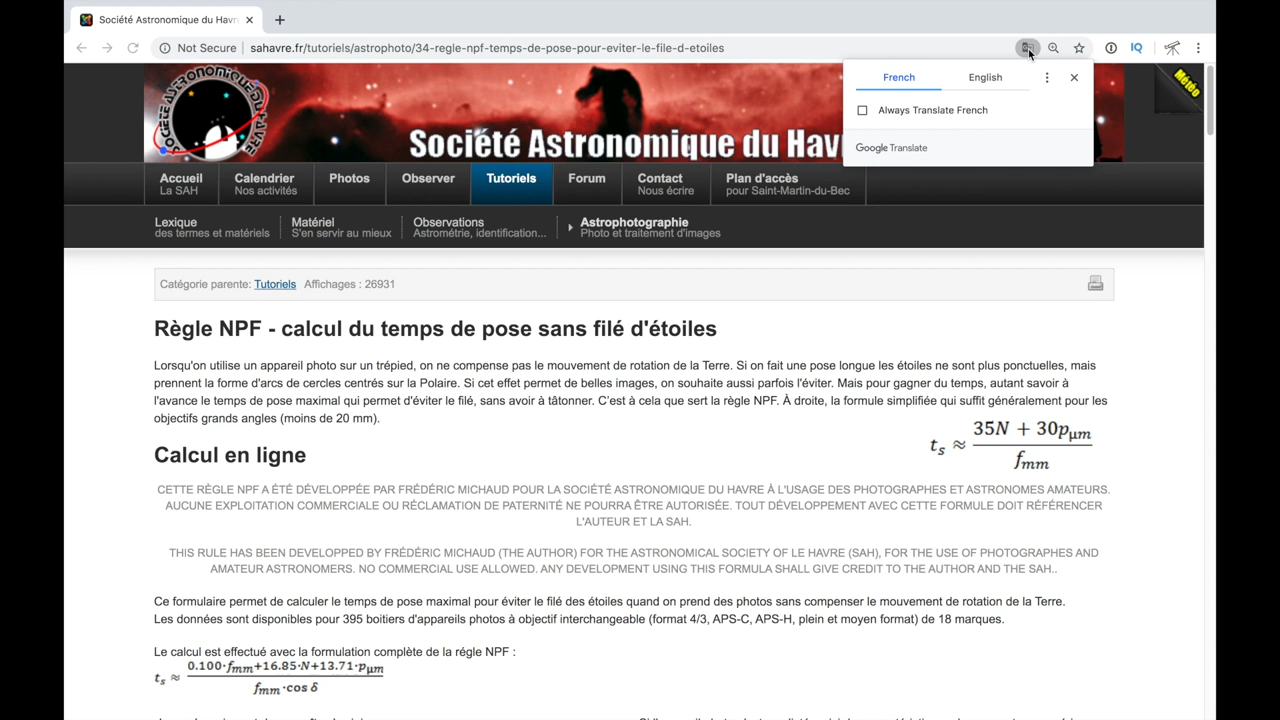 Société Astronomique du Havre
Not Secure sahavre.fr/tutoriels/astrophoto/34-regle-npf-temps-de-pose-pour-eviter-le-file-d-etoiles
IQ
French English
Always Translate French
Google Translate
Météo
SOCIÉTÉ ASTRONOMIQUE DU HAVRE
Société Astronomique du Hav
Accueil Calendrier Photos Observer Tutoriels Forum Contact Plan d'accès
La SAH Nos activités Nous écrire pour Saint-Martin-du-Bec
Lexique Matériel Observations Astrophotographie
des termes et matériels S'en servir au mieux Astrométrie, identification... Photo et traitement d'images
Catégorie parente: Tutoriels Affichages : 26931
Règle NPF - calcul du temps de pose sans filé d'étoiles
Lorsqu'on utilise un appareil photo sur un trépied, on ne compense pas le mouvement de rotation de la Terre. Si on fait une pose longue les étoiles ne sont plus ponctuelles, mais
prennent la forme d'arcs de cercles centrés sur la Polaire. Si cet effet permet de belles images, on souhaite aussi parfois l'éviter. Mais pour gagner du temps, autant savoir à
l'avance le temps de pose maximal qui permet d'éviter le filé, sans avoir à tâtonner. C'est à cela que sert la règle NPF. À droite, la formule simplifiée qui suffit généralement pour les
objectifs grands angles (moins de 20 mm).
t_s ≈ (35N + 30p_μm) / f_mm
Calcul en ligne
CETTE RÈGLE NPF A ÉTÉ DÉVELOPPÉE PAR FRÉDÉRIC MICHAUD POUR LA SOCIÉTÉ ASTRONOMIQUE DU HAVRE À L'USAGE DES PHOTOGRAPHES ET ASTRONOMES AMATEURS.
AUCUNE EXPLOITATION COMMERCIALE OU RÉCLAMATION DE PATERNITÉ NE POURRA ÊTRE AUTORISÉE. TOUT DÉVELOPPEMENT AVEC CETTE FORMULE DOIT RÉFÉRENCER
L'AUTEUR ET LA SAH.
THIS RULE HAS BEEN DEVELOPPED BY FRÉDÉRIC MICHAUD (THE AUTHOR) FOR THE ASTRONOMICAL SOCIETY OF LE HAVRE (SAH), FOR THE USE OF PHOTOGRAPHES AND
AMATEUR ASTRONOMERS. NO COMMERCIAL USE ALLOWED. ANY DEVELOPMENT USING THIS FORMULA SHALL GIVE CREDIT TO THE AUTHOR AND THE SAH..
Ce formulaire permet de calculer le temps de pose maximal pour éviter le filé des étoiles quand on prend des photos sans compenser le mouvement de rotation de la Terre.
Les données sont disponibles pour 395 boitiers d'appareils photos à objectif interchangeable (format 4/3, APS-C, APS-H, plein et moyen format) de 18 marques.
Le calcul est effectué avec la formulation complète de la régle NPF :
t_s ≈ (0.100·f_mm+16.85·N+13.71·p_μm) / (f_mm·cos δ)